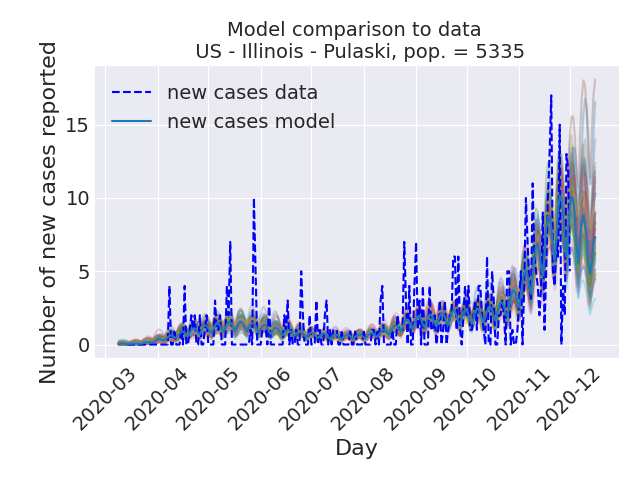 Model comparison to data
US - Illinois - Pulaski, pop. = 5335
Number of new cases reported
new cases data
new cases model
15
10
5
0
2020-03
2020-04
2020-05
2020-06
2020-07
2020-08
2020-09
2020-10
2020-11
2020-12
Day